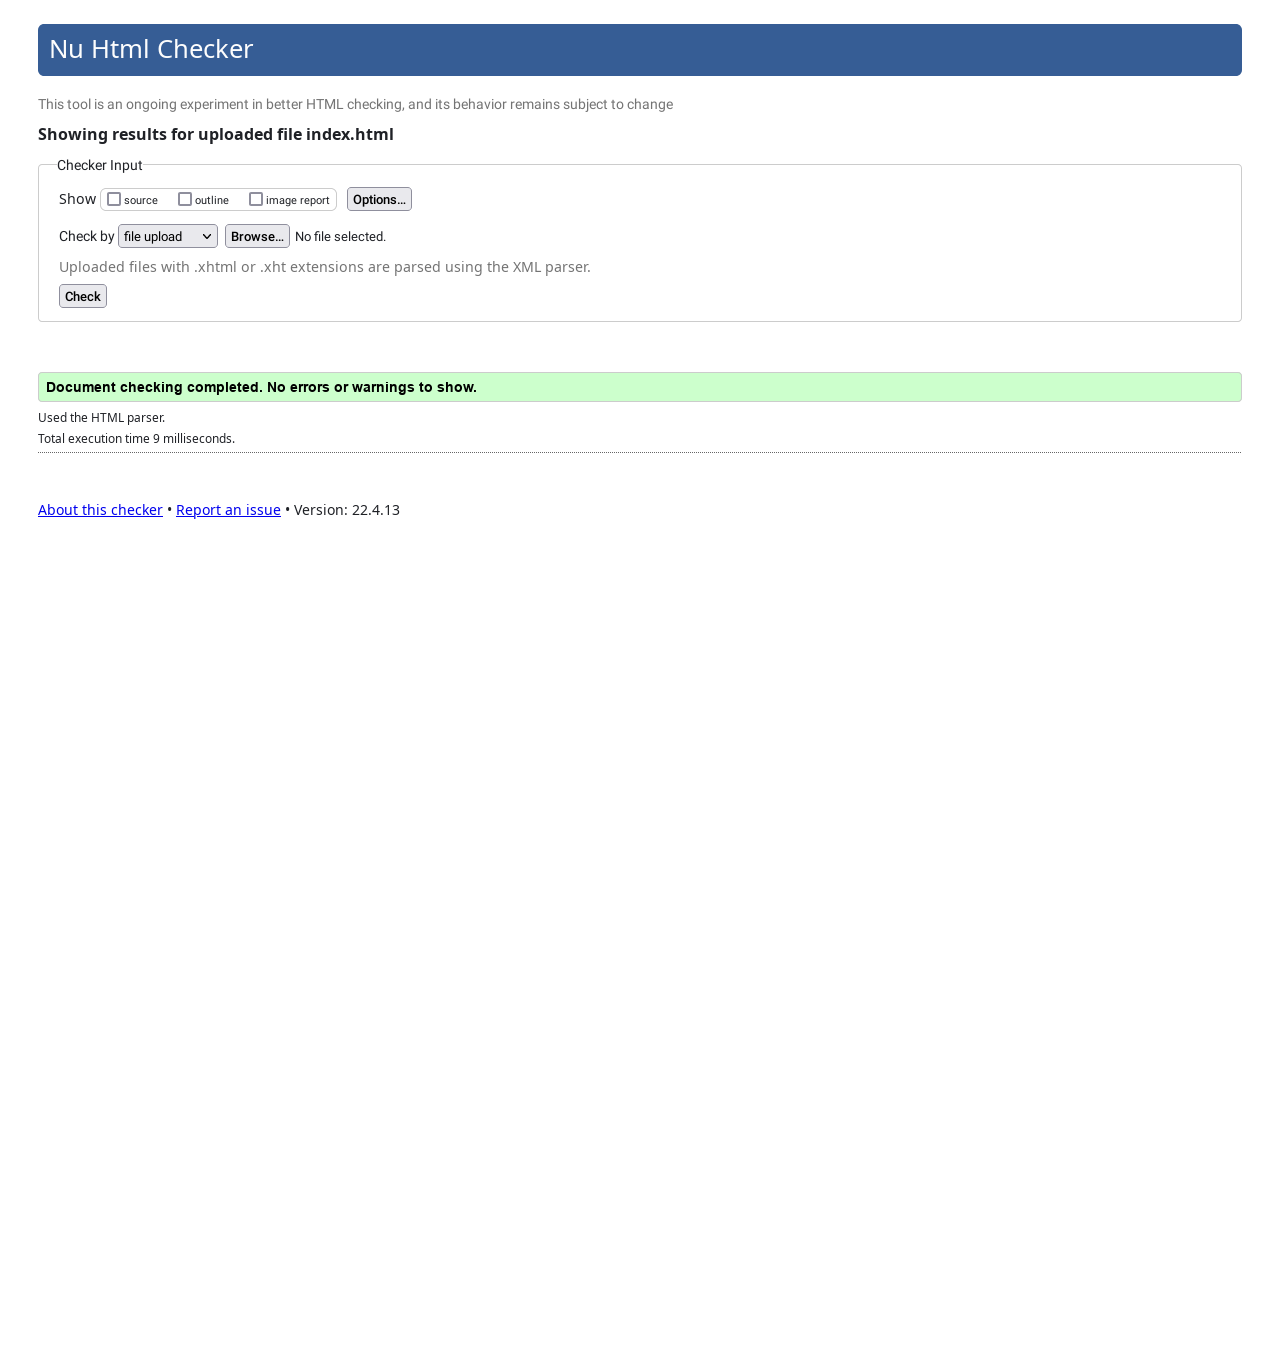 Nu Html Checker
This tool is an ongoing experiment in better HTML checking, and its behavior remains subject to change
Showing results for uploaded file index.html
Checker Input
Show source outline image report Options...
Check by file upload Browse... No file selected.
Uploaded files with .xhtml or .xht extensions are parsed using the XML parser.
Check
Document checking completed. No errors or warnings to show.
Used the HTML parser.
Total execution time 9 milliseconds.
About this checker • Report an issue • Version: 22.4.13